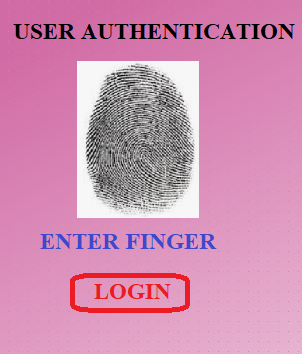 USER AUTHENTICATION
ENTER FINGER
LOGIN